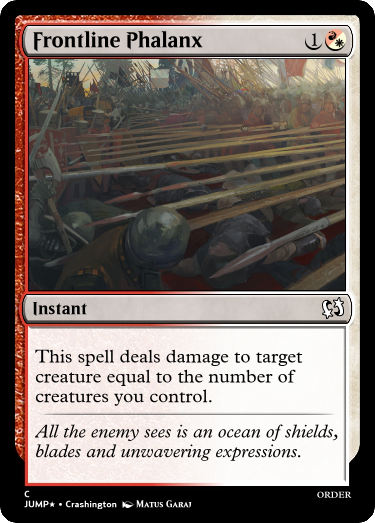 Frontline Phalanx 1
Instant
This spell deals damage to target
creature equal to the number of
creatures you control.
All the enemy sees is an ocean of shields,
blades and unwavering expressions.
C ORDER
JUMP★ • Crashington Matus Garaj